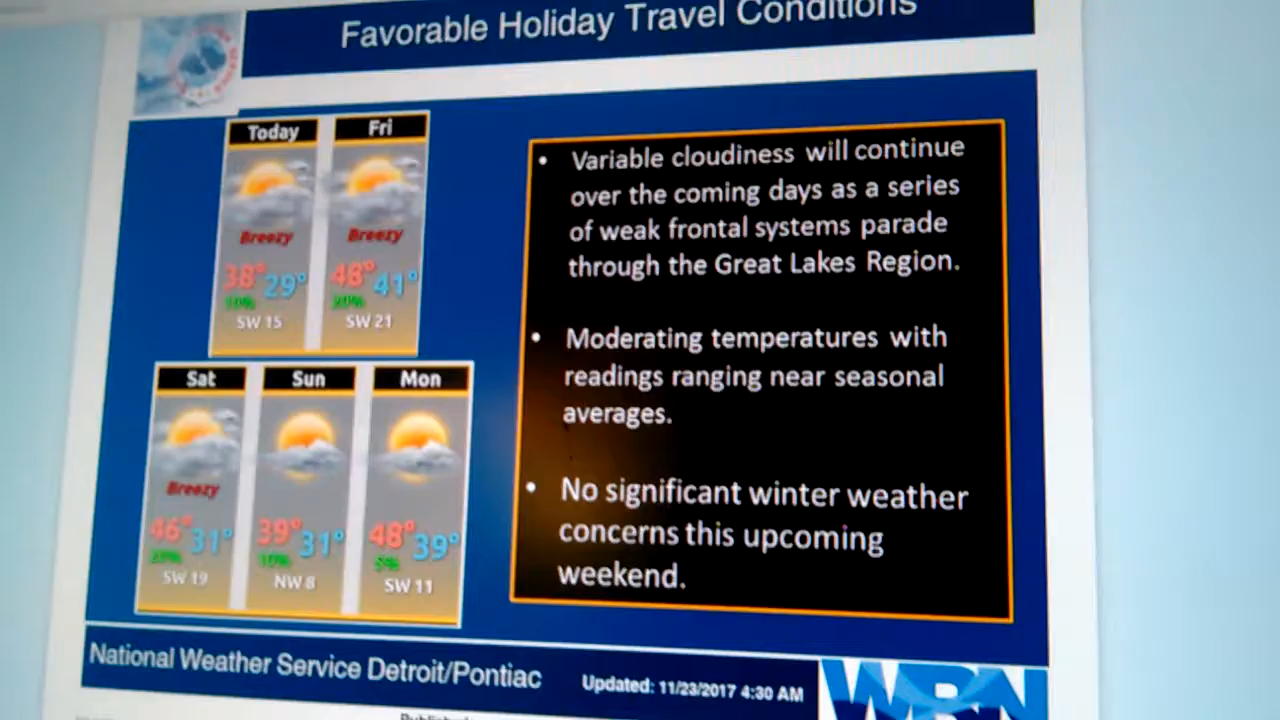 Favorable Holiday Travel Conditions
Today
Fri
Breezy
Breezy
38° 29°
48° 41°
10%
20%
SW 15
SW 21
Sat
Sun
Mon
Breezy
46° 31°
39° 31°
48° 39°
10%
5%
SW 19
NW 8
SW 11
• Variable cloudiness will continue
over the coming days as a series
of weak frontal systems parade
through the Great Lakes Region.
• Moderating temperatures with
readings ranging near seasonal
averages.
• No significant winter weather
concerns this upcoming
weekend.
National Weather Service Detroit/Pontiac
Updated: 11/23/2017 4:30 AM
WRN